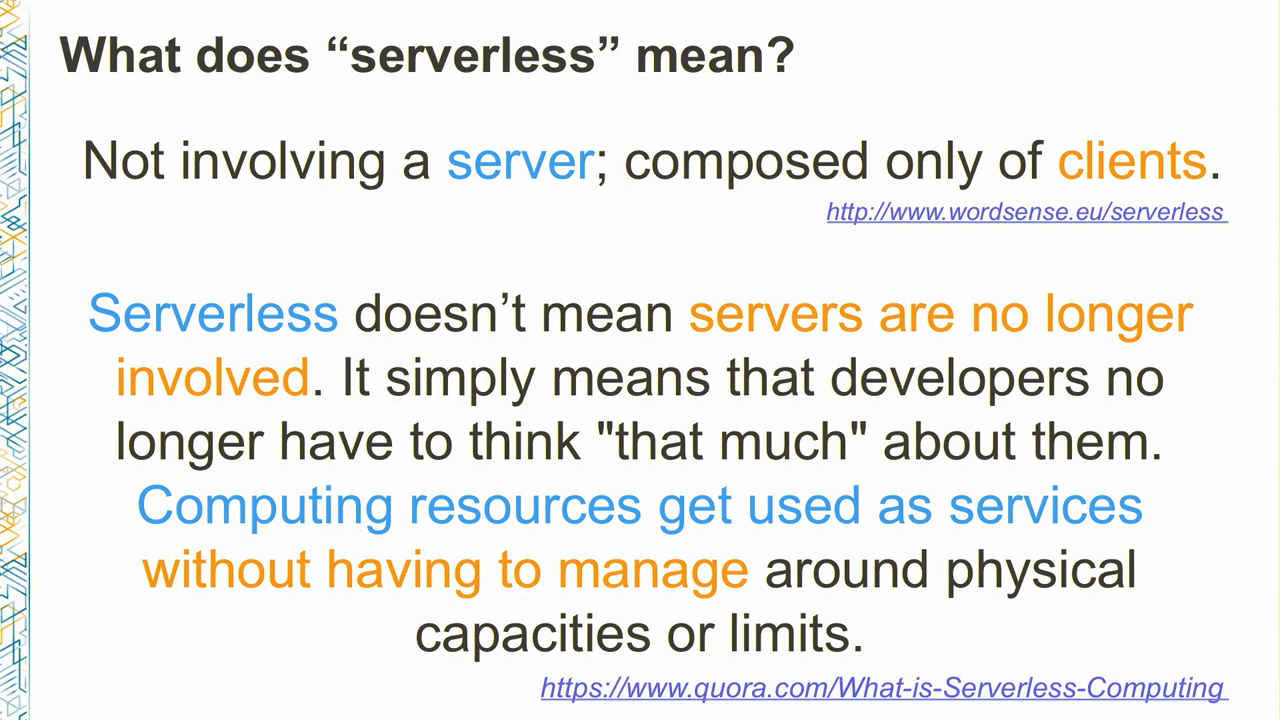 What does “serverless” mean?
Not involving a server; composed only of clients.
http://www.wordsense.eu/serverless
Serverless doesn’t mean servers are no longer
involved. It simply means that developers no
longer have to think "that much" about them.
Computing resources get used as services
without having to manage around physical
capacities or limits.
https://www.quora.com/What-is-Serverless-Computing